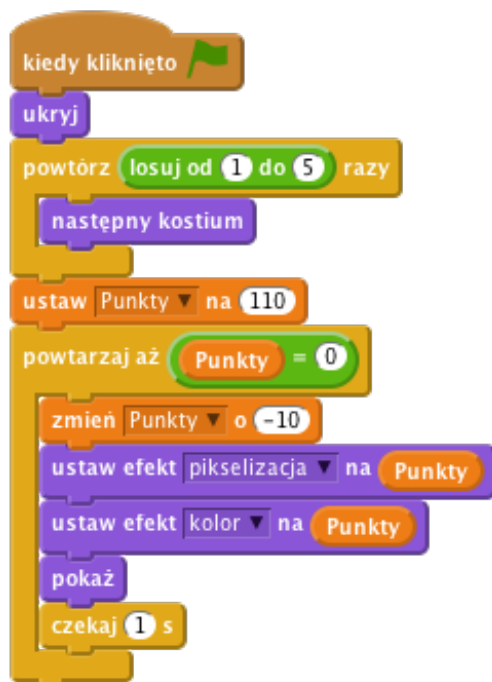 kiedy kliknięto
ukryj
powtórz losuj od 1 do 5 razy
następny kostium
ustaw Punkty na 110
powtarzaj aż Punkty = 0
zmień Punkty o -10
ustaw efekt pikselizacja na Punkty
ustaw efekt kolor na Punkty
pokaż
czekaj 1 s